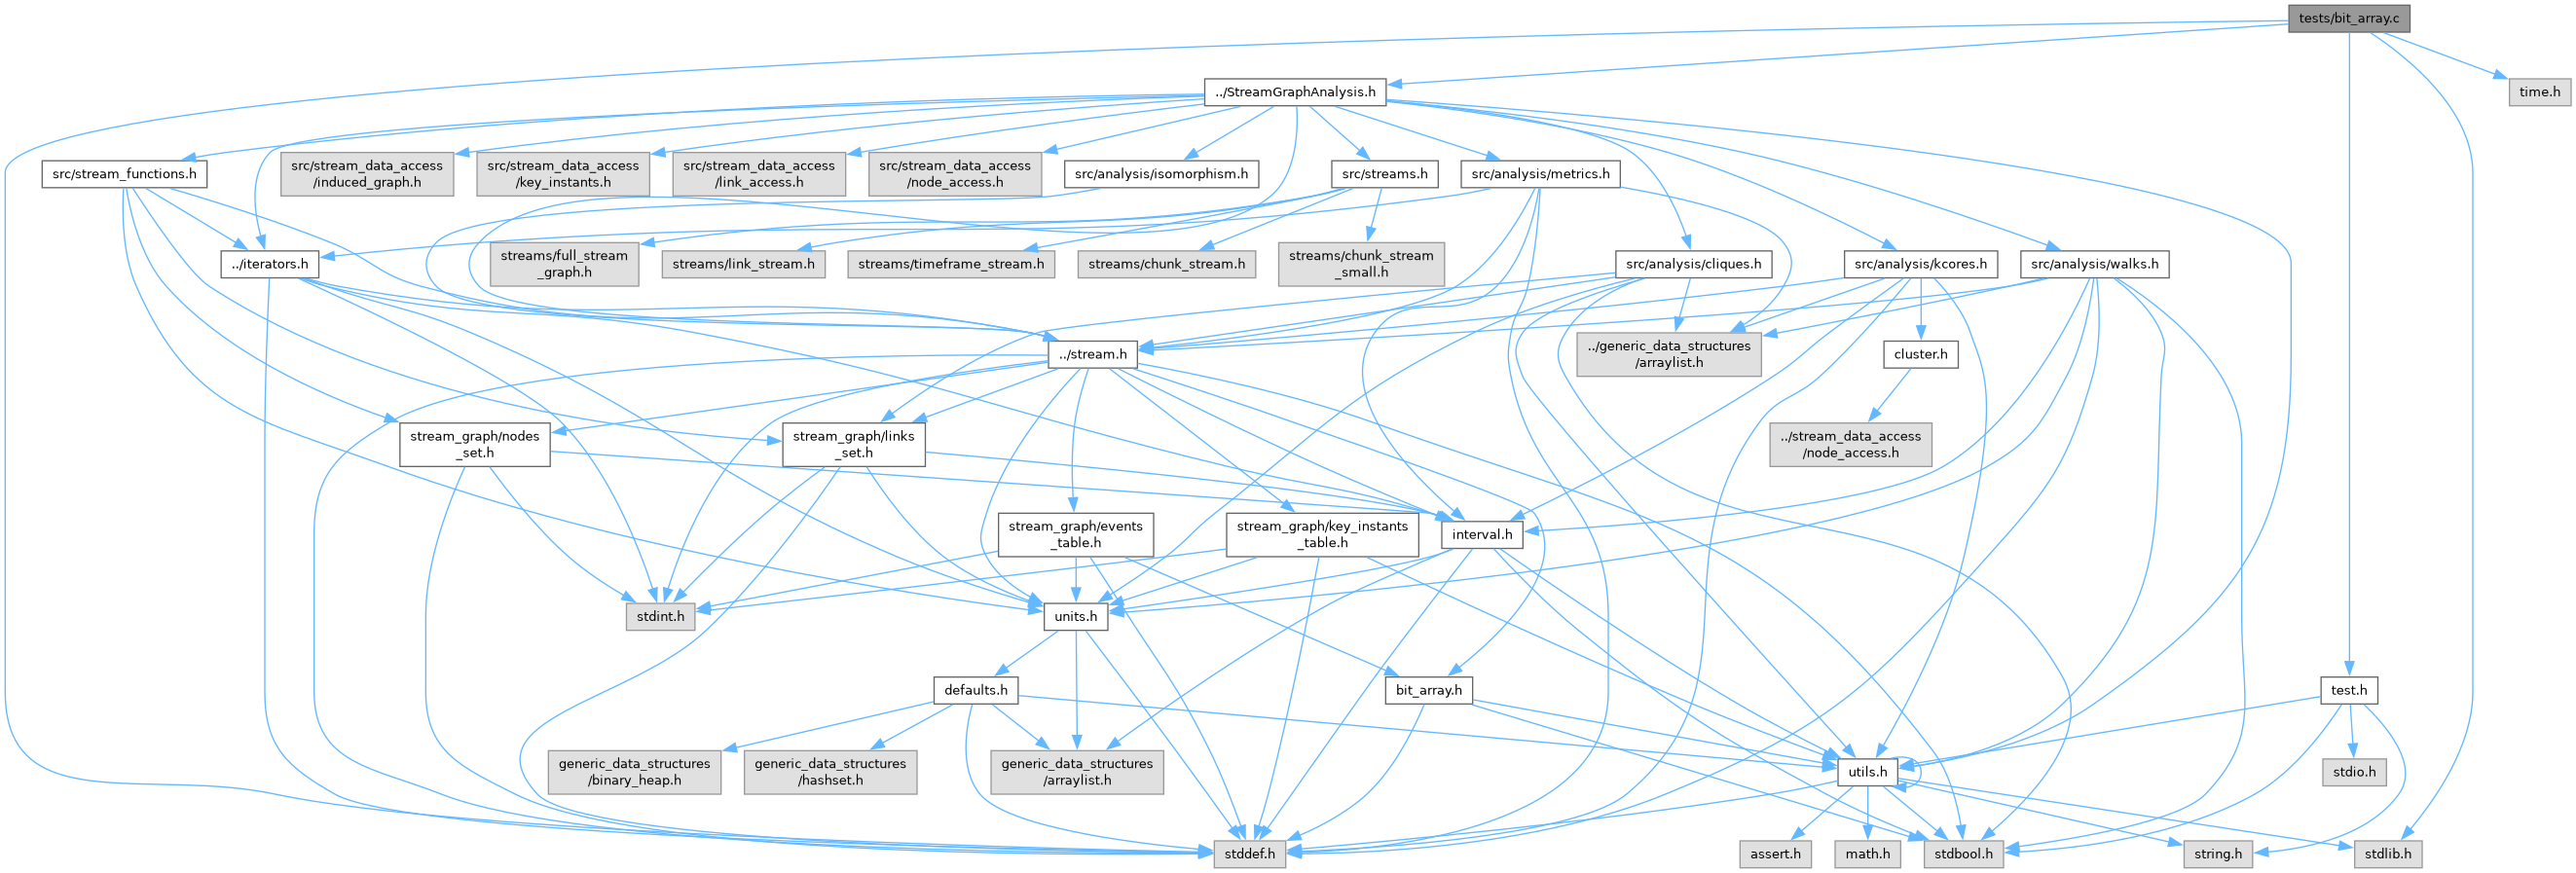 tests/bit_array.c
../StreamGraphAnalysis.h
time.h
src/stream_functions.h
src/stream_data_access
/induced_graph.h
src/stream_data_access
/key_instants.h
src/stream_data_access
/link_access.h
src/stream_data_access
/node_access.h
src/analysis/isomorphism.h
src/streams.h
src/analysis/metrics.h
../iterators.h
streams/full_stream
_graph.h
streams/link_stream.h
streams/timeframe_stream.h
streams/chunk_stream.h
streams/chunk_stream
_small.h
src/analysis/cliques.h
src/analysis/kcores.h
src/analysis/walks.h
../stream.h
../generic_data_structures
/arraylist.h
cluster.h
stream_graph/nodes
_set.h
stream_graph/links
_set.h
../stream_data_access
/node_access.h
stream_graph/events
_table.h
stream_graph/key_instants
_table.h
interval.h
stdint.h
units.h
defaults.h
bit_array.h
test.h
generic_data_structures
/binary_heap.h
generic_data_structures
/hashset.h
generic_data_structures
/arraylist.h
utils.h
stdio.h
stddef.h
assert.h
math.h
stdbool.h
string.h
stdlib.h